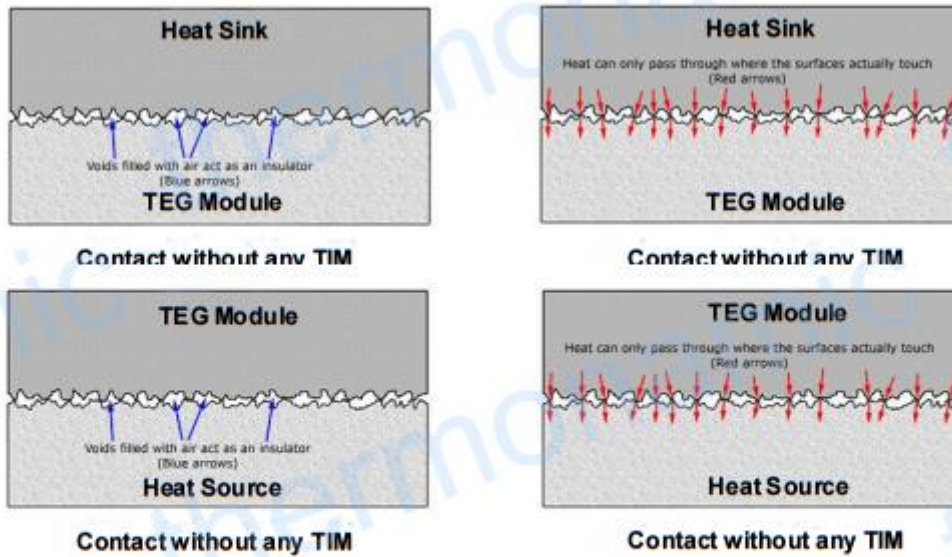 Heat Sink
Voids filled with air act as an insulator
(Blue arrows)
TEG Module
Contact without any TIM
Heat Sink
Heat can only pass through where the surfaces actually touch
(Red arrows)
TEG Module
Contact without any TIM
TEG Module
Voids filled with air act as an insulator
(Blue arrows)
Heat Source
Contact without any TIM
TEG Module
Heat can only pass through where the surfaces actually touch
(Red arrows)
Heat Source
Contact without any TIM